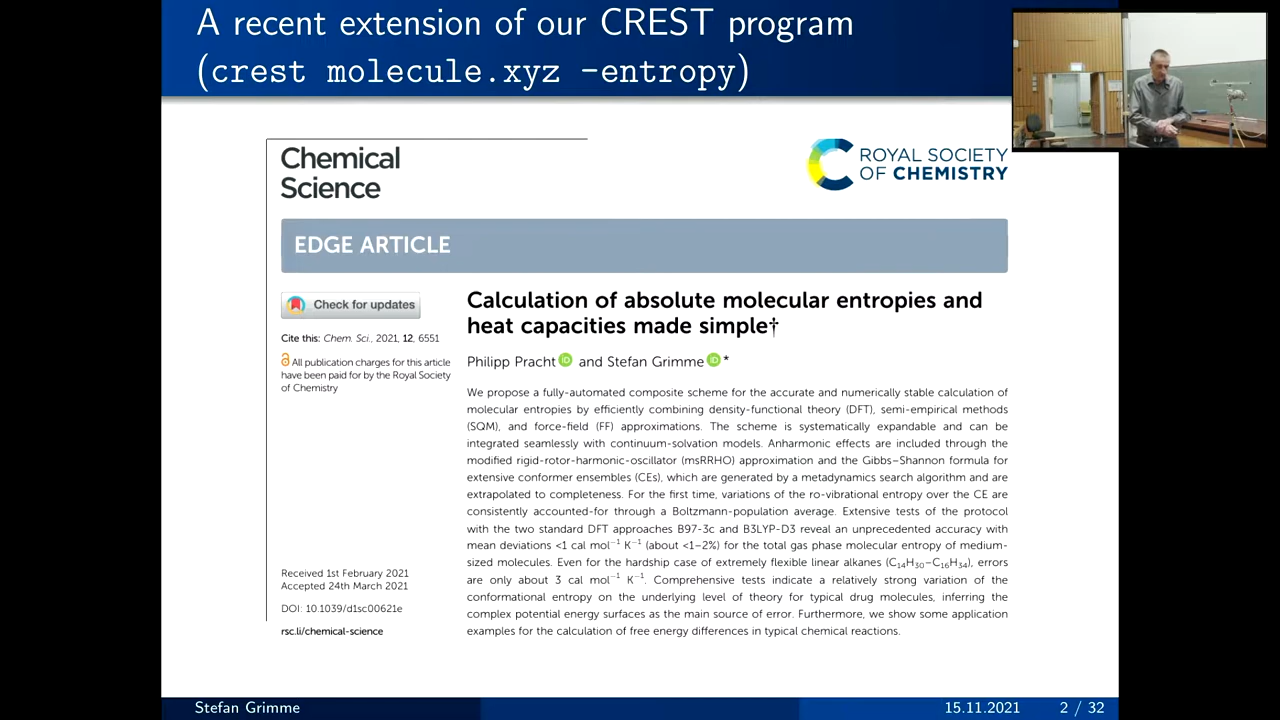 A recent extension of our CREST program
(crest molecule.xyz –entropy)
Chemical
Science
ROYAL SOCIETY
OF CHEMISTRY
EDGE ARTICLE
Check for updates
Cite this: Chem. Sci., 2021, 12, 6551
All publication charges for this article
have been paid for by the Royal Society
of Chemistry
Received 1st February 2021
Accepted 24th March 2021
DOI: 10.1039/d1sc00621e
rsc.li/chemical-science
Calculation of absolute molecular entropies and
heat capacities made simple†
Philipp Pracht iD and Stefan Grimme iD *
We propose a fully-automated composite scheme for the accurate and numerically stable calculation of
molecular entropies by efficiently combining density-functional theory (DFT), semi-empirical methods
(SQM), and force-field (FF) approximations. The scheme is systematically expandable and can be
integrated seamlessly with continuum-solvation models. Anharmonic effects are included through the
modified rigid-rotor-harmonic-oscillator (msRRHO) approximation and the Gibbs–Shannon formula for
extensive conformer ensembles (CEs), which are generated by a metadynamics search algorithm and are
extrapolated to completeness. For the first time, variations of the ro-vibrational entropy over the CE are
consistently accounted-for through a Boltzmann-population average. Extensive tests of the protocol
with the two standard DFT approaches B97-3c and B3LYP-D3 reveal an unprecedented accuracy with
mean deviations <1 cal mol⁻¹ K⁻¹ (about <1–2%) for the total gas phase molecular entropy of medium-
sized molecules. Even for the hardship case of extremely flexible linear alkanes (C₁₄H₃₀–C₁₆H₃₄), errors
are only about 3 cal mol⁻¹ K⁻¹. Comprehensive tests indicate a relatively strong variation of the
conformational entropy on the underlying level of theory for typical drug molecules, inferring the
complex potential energy surfaces as the main source of error. Furthermore, we show some application
examples for the calculation of free energy differences in typical chemical reactions.
Stefan Grimme
15.11.2021
2 / 32